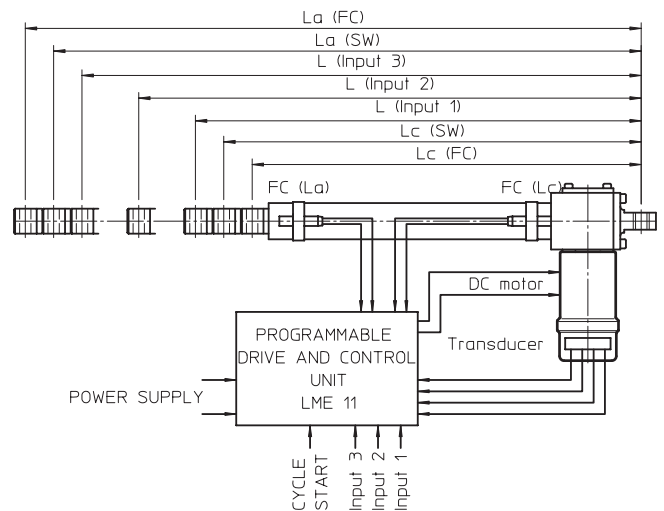 La (FC)
La (SW)
L (Input 3)
L (Input 2)
L (Input 1)
Lc (SW)
Lc (FC)
FC (La)
FC (Lc)
DC motor
PROGRAMMABLE
DRIVE AND CONTROL
UNIT
LME 11
Transducer
POWER SUPPLY
CYCLE
START
Input 3
Input 2
Input 1